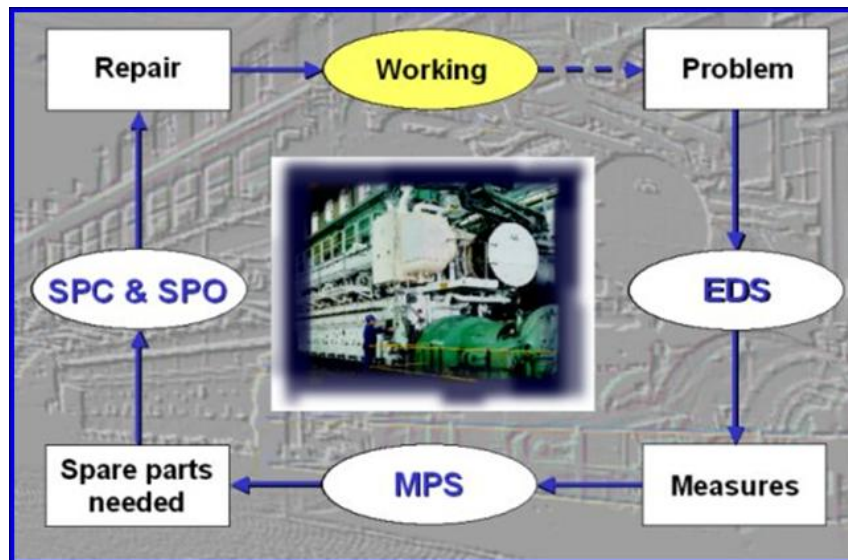 Repair
Working
Problem
SPC & SPO
EDS
Spare parts
needed
MPS
Measures